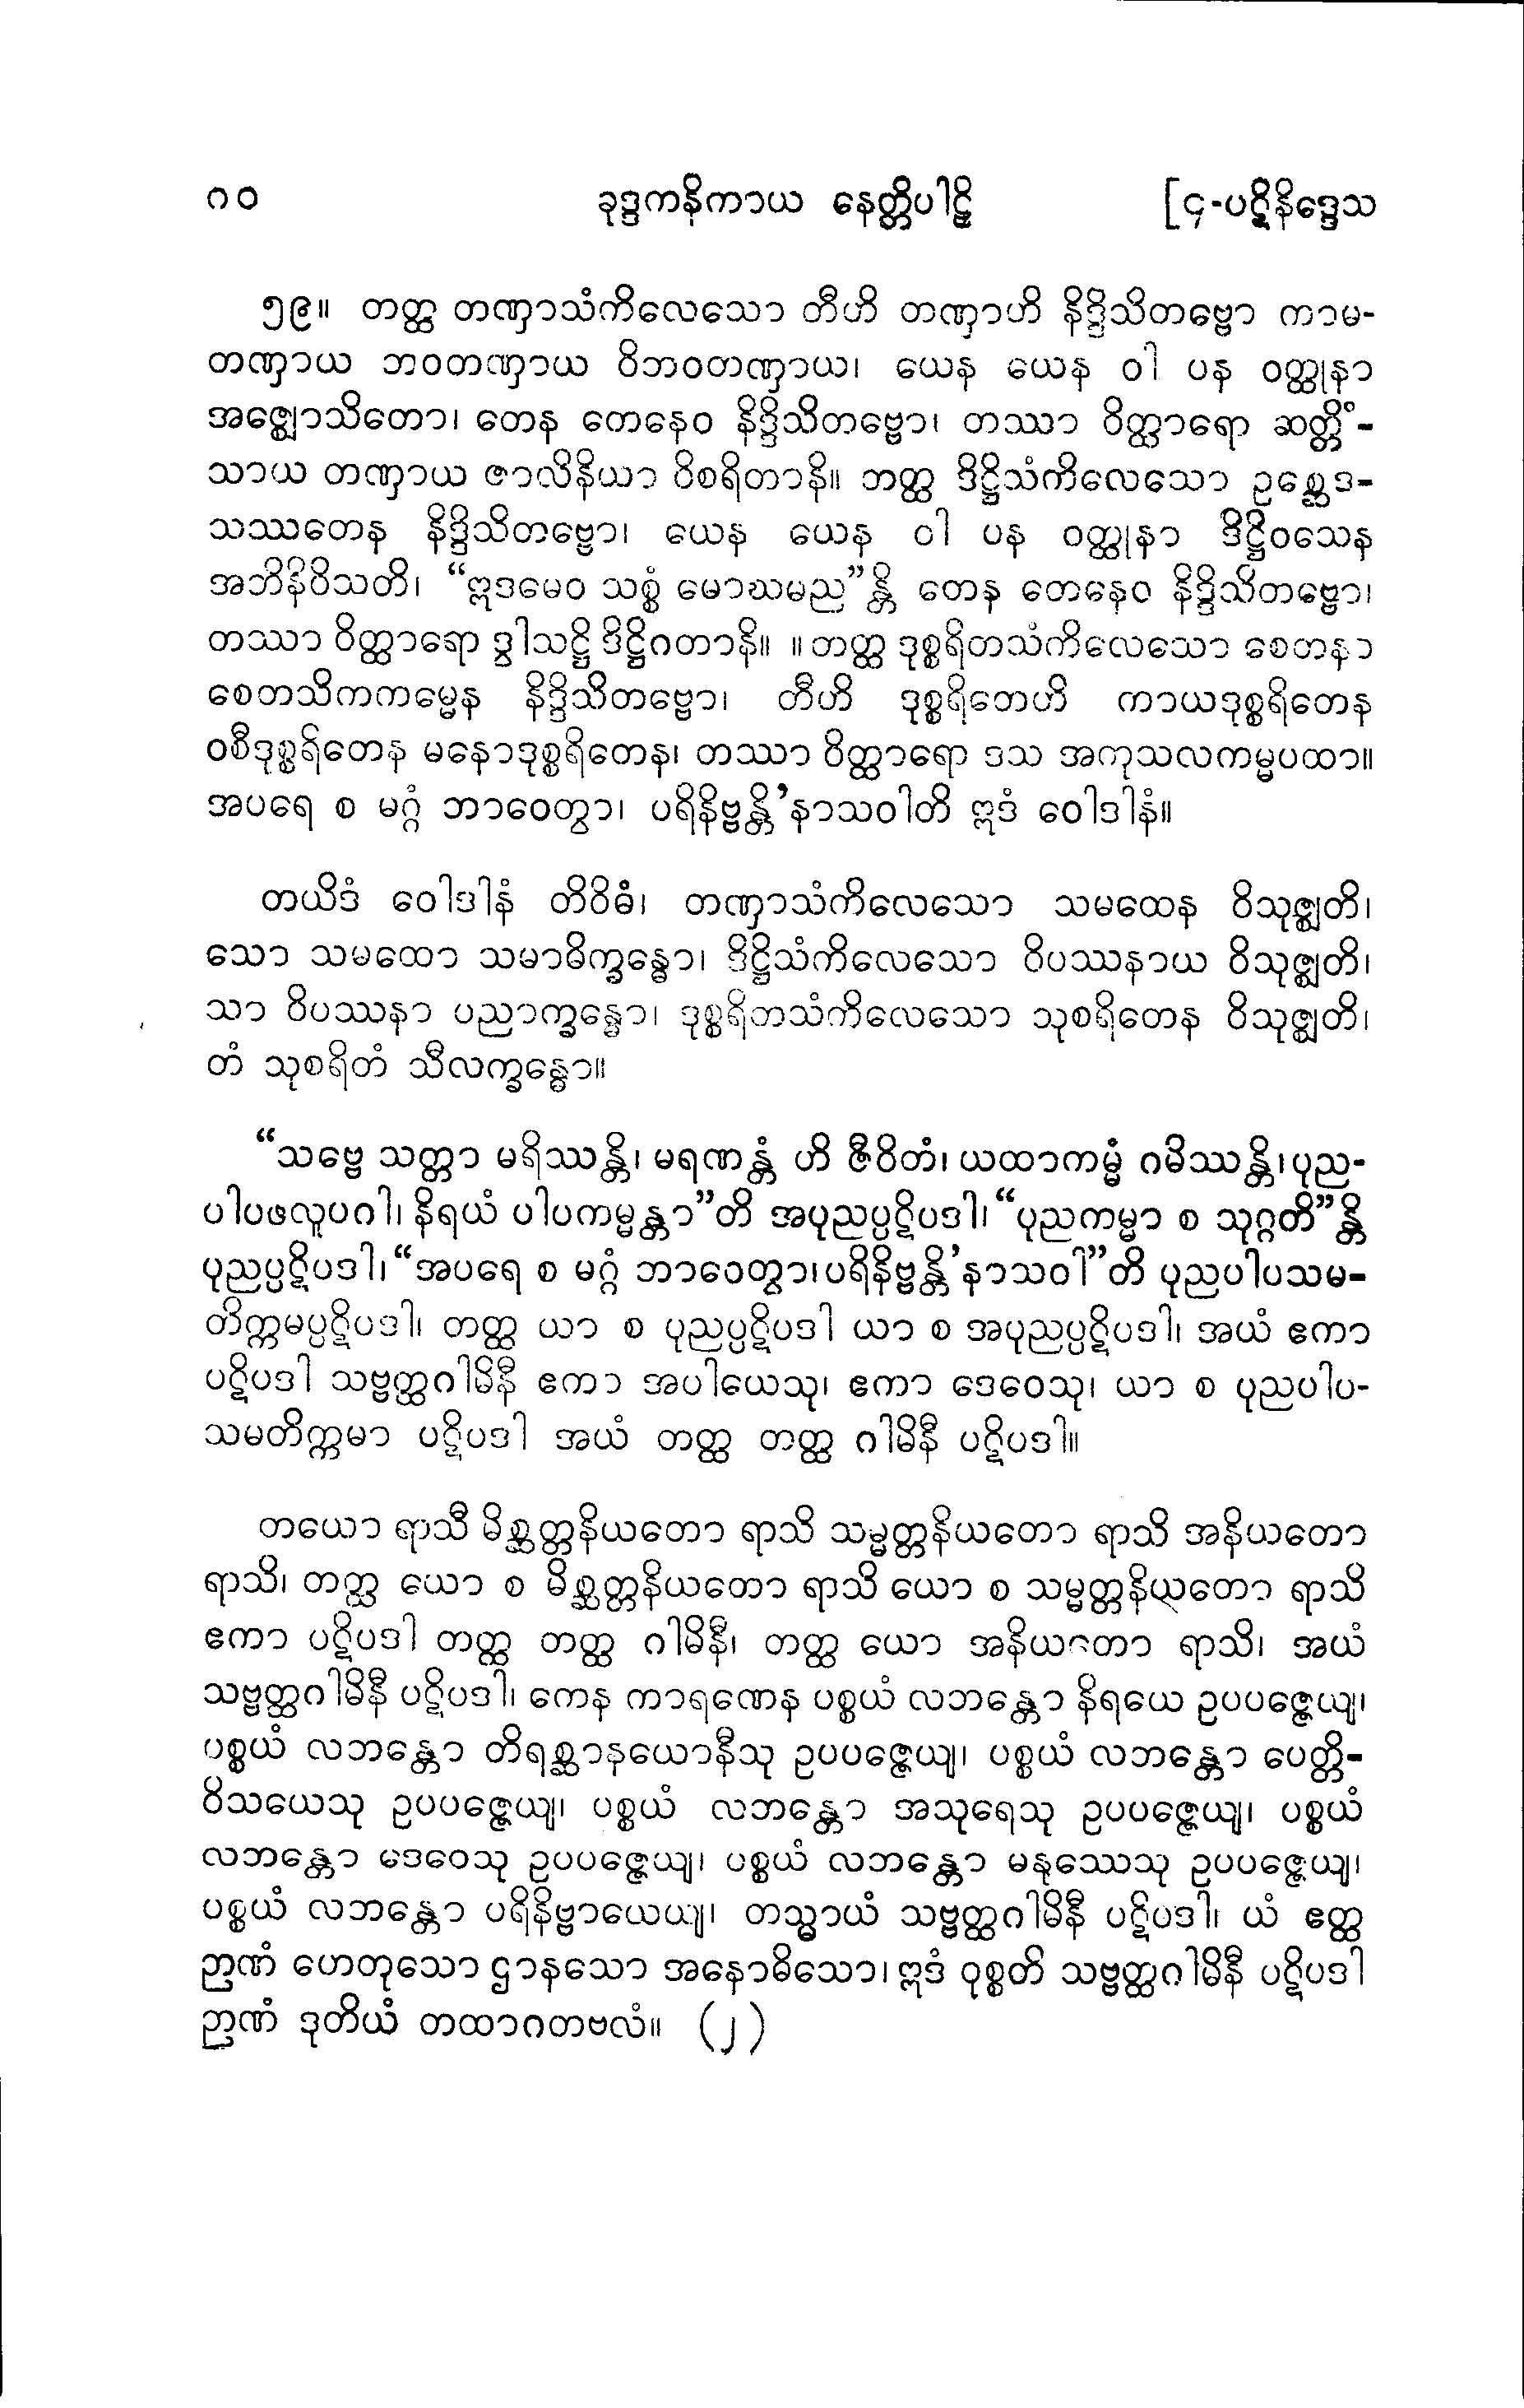 ၈၀ ခုဒ္ဒကနိကာယ နေတ္တိပါဠိ [၄-ပဋိနိဒ္ဒေသ
၅၉။ တတ္ထ တဏှာသံကိလေသော တီဟိ တဏှာဟိ နိဒ္ဒိသိတဗ္ဗော ကာမ-
တဏှာယ ဘဝတဏှာယ ဝိဘဝတဏှာယ၊ ယေန ယေန ဝါ ပန ဝတ္ထုနာ
အဇ္ဈောသိတော၊ တေန တေနေဝ နိဒ္ဒိသိတဗ္ဗော၊ တဿာ ဝိတ္ထာရော ဆတ္တိံ-
သာယ တဏှာယ ဇာလိနိယာ ဝိစရိတာနိ။ တတ္ထ ဒိဋ္ဌိသံကိလေသော ဥစ္ဆေဒ-
သဿတေန နိဒ္ဒိသိတဗ္ဗော၊ ယေန ယေန ဝါ ပန ဝတ္ထုနာ ဒိဋ္ဌိဝသေန
အဘိနိဝိသတိ၊ “ဣဒမေဝ သစ္စံ မောဃမည”န္တိ တေန တေနေဝ နိဒ္ဒိသိတဗ္ဗော၊
တဿာ ဝိတ္ထာရော ဒွါသဋ္ဌိ ဒိဋ္ဌိဂတာနိ။ ။ တတ္ထ ဒုစ္စရိတသံကိလေသော စေတနာ
စေတသိကကမ္မေန နိဒ္ဒိသိတဗ္ဗော၊ တီဟိ ဒုစ္စရိတေဟိ ကာယဒုစ္စရိတေန
ဝစီဒုစ္စရိတေန မနောဒုစ္စရိတေန၊ တဿာ ဝိတ္ထာရော ဒသ အကုသလကမ္မပထာ။
အပရေ စ မဂ္ဂံ ဘာဝေတွာ၊ ပရိနိဗ္ဗန္တိ’နာသဝါတိ ဣဒံ ဝေါဒါနံ။
တယိဒံ ဝေါဒါနံ တိဝိဓံ၊ တဏှာသံကိလေသော သမထေန ဝိသုဇ္ဈတိ၊
သော သမထော သမာဓိက္ခန္ဓော၊ ဒိဋ္ဌိသံကိလေသော ဝိပဿနာယ ဝိသုဇ္ဈတိ၊
သာ ဝိပဿနာ ပညာက္ခန္ဓော၊ ဒုစ္စရိတသံကိလေသော သုစရိတေန ဝိသုဇ္ဈတိ၊
တံ သုစရိတံ သီလက္ခန္ဓော။
“သဗ္ဗေ သတ္တာ မရိဿန္တိ၊ မရဏန္တံ ဟိ ဇီဝိတံ၊ ယထာကမ္မံ ဂမိဿန္တိ၊ ပုည-
ပါပဖလူပဂါ၊ နိရယံ ပါပကမ္မန္တာ”တိ အပုညပ္ပဋိပဒါ၊ “ပုညကမ္မာ စ သုဂ္ဂတိ”န္တိ
ပုညပ္ပဋိပဒါ၊ “အပရေ စ မဂ္ဂံ ဘာဝေတွာ၊ ပရိနိဗ္ဗန္တိ’နာသဝါ”တိ ပုညပါပသမ-
တိက္ကမပ္ပဋိပဒါ၊ တတ္ထ ယာ စ ပုညပ္ပဋိပဒါ ယာ စ အပုညပ္ပဋိပဒါ၊ အယံ ဧကာ
ပဋိပဒါ သဗ္ဗတ္ထဂါမိနီ ဧကာ အပါယေသု၊ ဧကာ ဒေဝေသု၊ ယာ စ ပုညပါပ-
သမတိက္ကမာ ပဋိပဒါ အယံ တတ္ထ တတ္ထ ဂါမိနီ ပဋိပဒါ။
တယော ရာသီ မိစ္ဆတ္တနိယတော ရာသိ သမ္မတ္တနိယတော ရာသိ အနိယတော
ရာသိ၊ တတ္ထ ယော စ မိစ္ဆတ္တနိယတော ရာသိ ယော စ သမ္မတ္တနိယတော ရာသိ
ဧကာ ပဋိပဒါ တတ္ထ တတ္ထ ဂါမိနီ၊ တတ္ထ ယော အနိယတော ရာသိ၊ အယံ
သဗ္ဗတ္ထဂါမိနီ ပဋိပဒါ၊ ကေန ကာရဏေန ပစ္စယံ လဘန္တော နိရယေ ဥပပဇ္ဇေယျ၊
ပစ္စယံ လဘန္တော တိရစ္ဆာနယောနီသု ဥပပဇ္ဇေယျ၊ ပစ္စယံ လဘန္တော ပေတ္တိ-
ဝိသယေသု ဥပပဇ္ဇေယျ၊ ပစ္စယံ လဘန္တော အသုရေသု ဥပပဇ္ဇေယျ၊ ပစ္စယံ
လဘန္တော ဒေဝေသု ဥပပဇ္ဇေယျ၊ ပစ္စယံ လဘန္တော မနုဿေသု ဥပပဇ္ဇေယျ၊
ပစ္စယံ လဘန္တော ပရိနိဗ္ဗာယေယျ၊ တသ္မာယံ သဗ္ဗတ္ထဂါမိနီ ပဋိပဒါ၊ ယံ ဧတ္ထ
ဉာဏံ ဟေတုသော ဌာနသော အနောဓိသော၊ ဣဒံ ဝုစ္စတိ သဗ္ဗတ္ထဂါမိနီ ပဋိပဒါ
ဉာဏံ ဒုတိယံ တထာဂတဗလံ။ (၂)